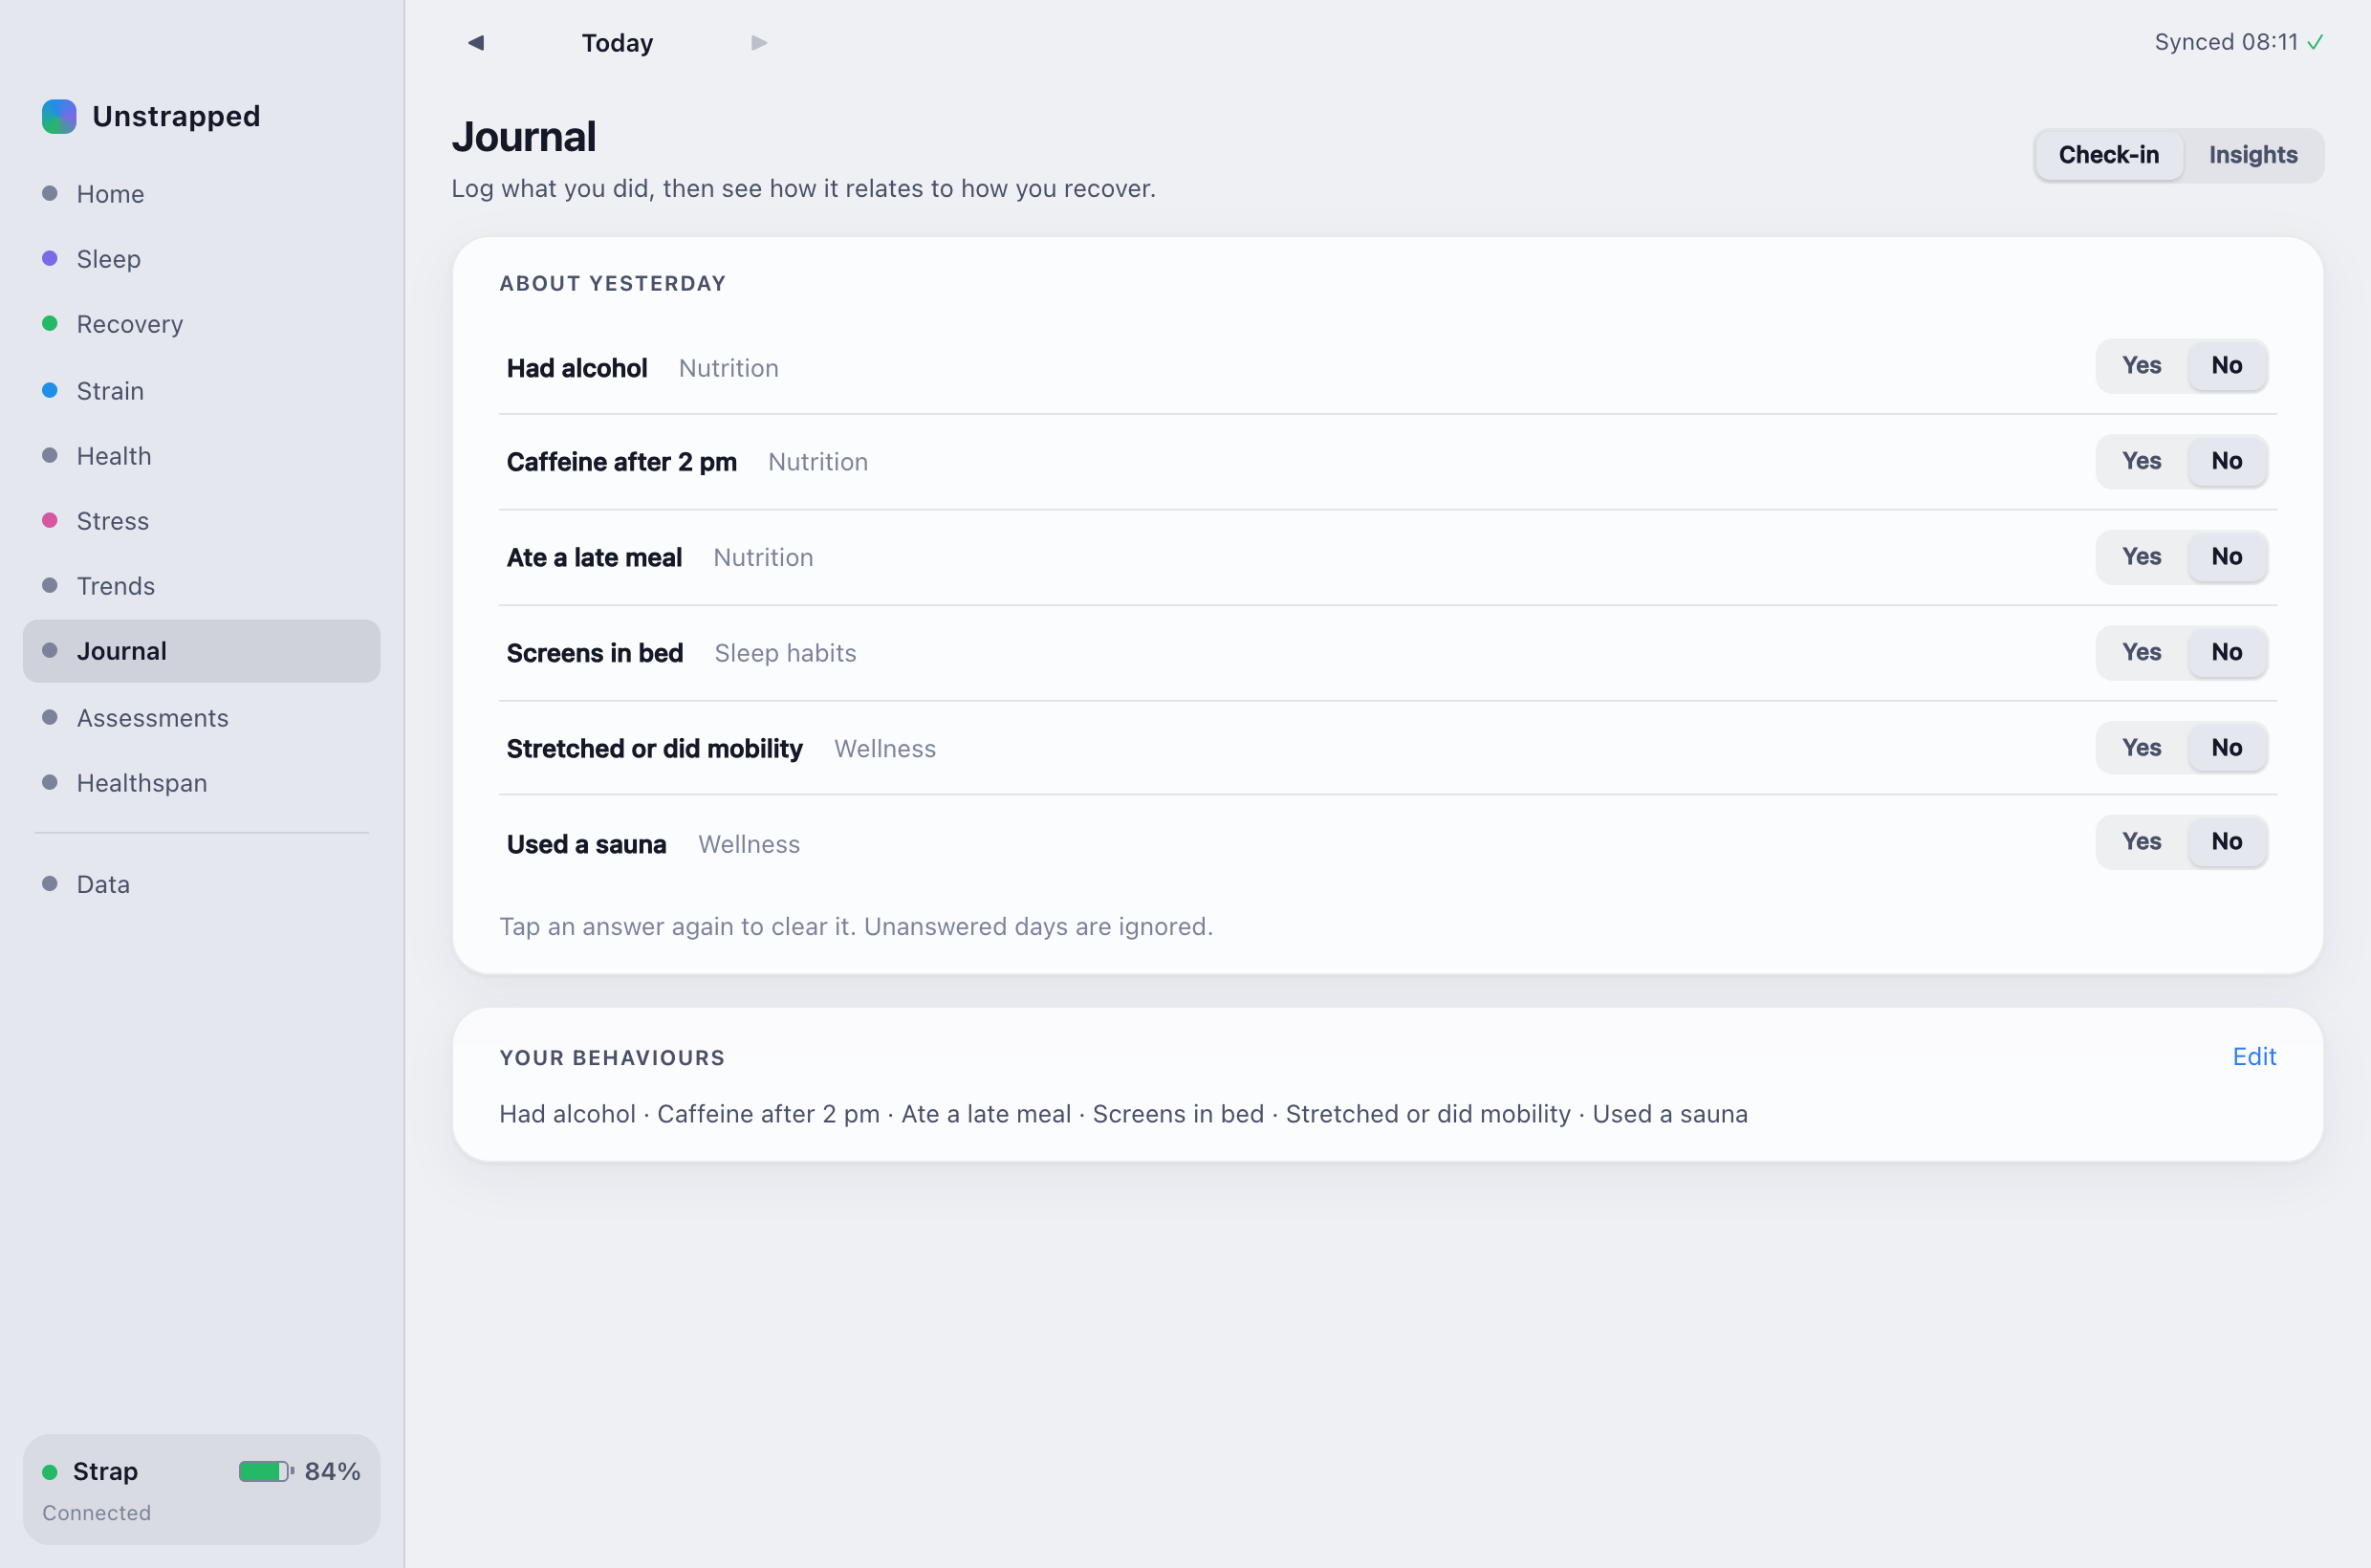 Unstrapped
Home
Sleep
Recovery
Strain
Health
Stress
Trends
Journal
Assessments
Healthspan
Data
Strap 84%
Connected
Today
Synced 08:11
Journal
Log what you did, then see how it relates to how you recover.
Check-in Insights
ABOUT YESTERDAY
Had alcohol Nutrition Yes No
Caffeine after 2 pm Nutrition Yes No
Ate a late meal Nutrition Yes No
Screens in bed Sleep habits Yes No
Stretched or did mobility Wellness Yes No
Used a sauna Wellness Yes No
Tap an answer again to clear it. Unanswered days are ignored.
YOUR BEHAVIOURS Edit
Had alcohol · Caffeine after 2 pm · Ate a late meal · Screens in bed · Stretched or did mobility · Used a sauna